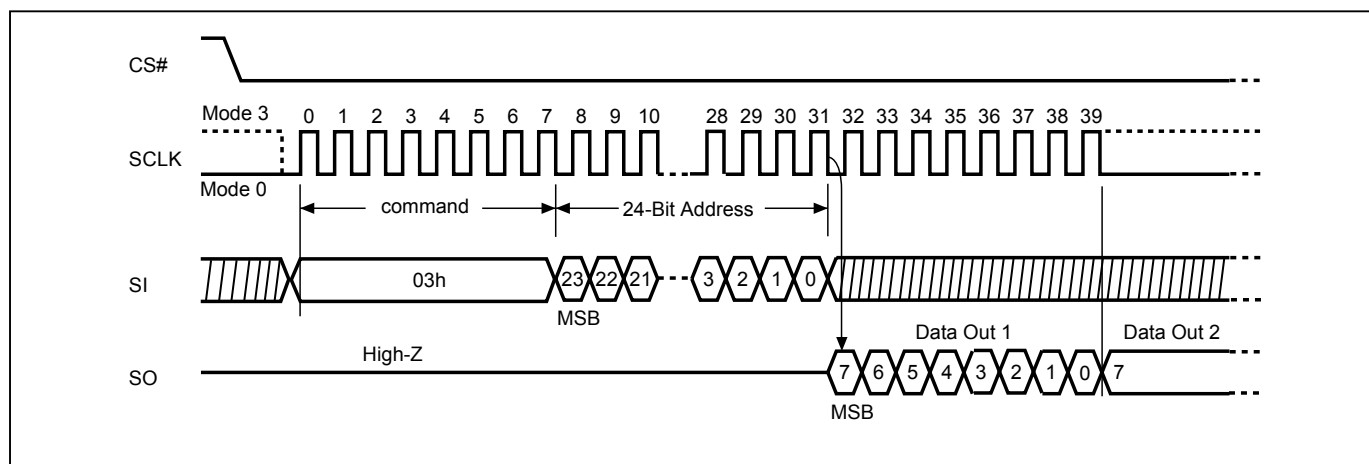 CS#
Mode 3
0 1 2 3 4 5 6 7 8 9 10 28 29 30 31 32 33 34 35 36 37 38 39
SCLK
Mode 0
command 24-Bit Address
SI
03h 23 22 21 3 2 1 0
MSB
Data Out 1 Data Out 2
High-Z
SO
7 6 5 4 3 2 1 0 7
MSB